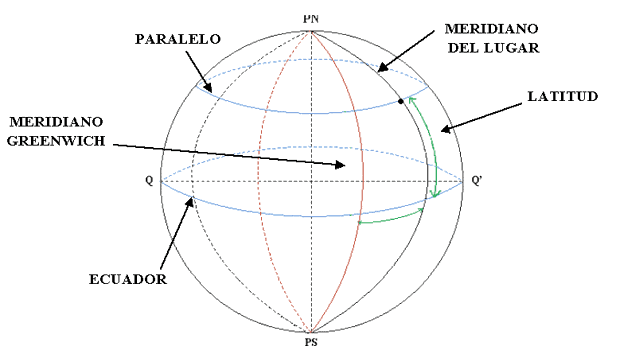 PN
MERIDIANO
DEL LUGAR
PARALELO
LATITUD
MERIDIANO
GREENWICH
Q
Q'
ECUADOR
PS